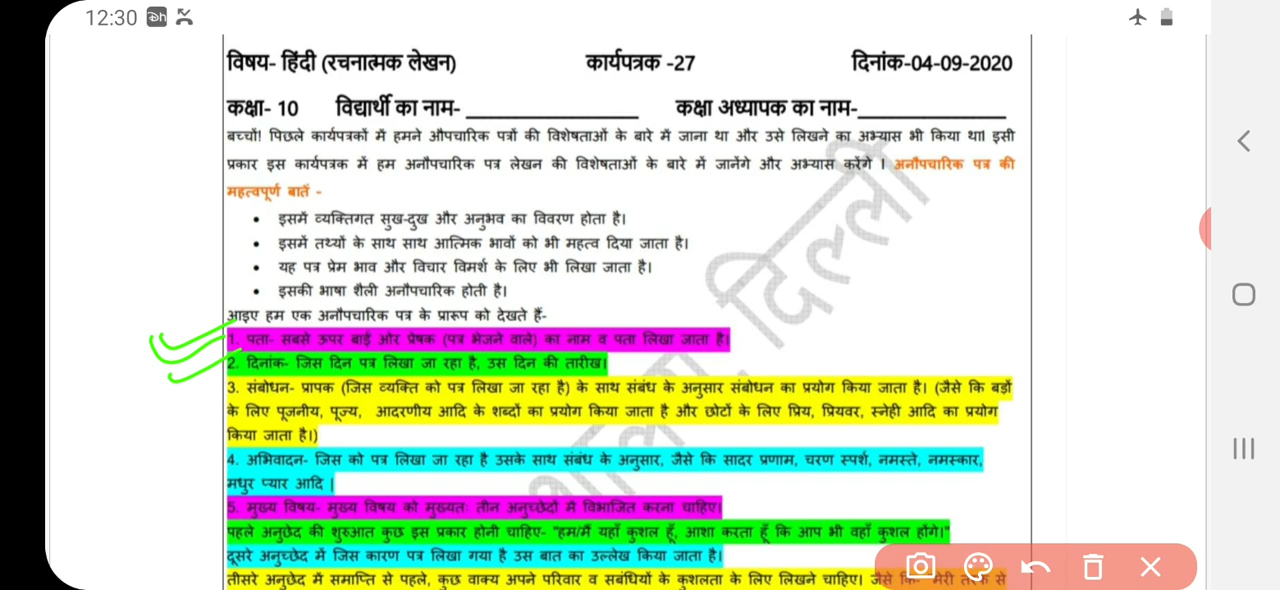 12:30
विषय- हिंदी (रचनात्मक लेखन) कार्यपत्रक -27 दिनांक-04-09-2020
कक्षा- 10 विद्यार्थी का नाम-__________________ कक्षा अध्यापक का नाम-_______________
बच्चों! पिछले कार्यपत्रकों में हमने औपचारिक पत्रों की विशेषताओं के बारे में जाना था और उसे लिखने का अभ्यास भी किया था। इसी
प्रकार इस कार्यपत्रक में हम अनौपचारिक पत्र लेखन की विशेषताओं के बारे में जानेंगे और अभ्यास करेंगे । अनौपचारिक पत्र की
महत्वपूर्ण बातें -
• इसमें व्यक्तिगत सुख-दुख और अनुभव का विवरण होता है।
• इसमें तथ्यों के साथ साथ आत्मिक भावों को भी महत्व दिया जाता है।
• यह पत्र प्रेम भाव और विचार विमर्श के लिए भी लिखा जाता है।
• इसकी भाषा शैली अनौपचारिक होती है।
आइए हम एक अनौपचारिक पत्र के प्रारूप को देखते हैं-
1. पता- सबसे ऊपर बाईं ओर प्रेषक (पत्र भेजने वाले) का नाम व पता लिखा जाता है।
2. दिनांक- जिस दिन पत्र लिखा जा रहा है, उस दिन की तारीख।
3. संबोधन- प्रापक (जिस व्यक्ति को पत्र लिखा जा रहा है) के साथ संबंध के अनुसार संबोधन का प्रयोग किया जाता है। (जैसे कि बड़ों
के लिए पूजनीय, पूज्य, आदरणीय आदि के शब्दों का प्रयोग किया जाता है और छोटों के लिए प्रिय, प्रियवर, स्नेही आदि का प्रयोग
किया जाता है।)
4. अभिवादन- जिस को पत्र लिखा जा रहा है उसके साथ संबंध के अनुसार, जैसे कि सादर प्रणाम, चरण स्पर्श, नमस्ते, नमस्कार,
मधुर प्यार आदि |
5. मुख्य विषय- मुख्य विषय को मुख्यतः तीन अनुच्छेदों में विभाजित करना चाहिए।
पहले अनुछेद की शुरुआत कुछ इस प्रकार होनी चाहिए- "हम/मैं यहाँ कुशल हूँ, आशा करता हूँ कि आप भी वहाँ कुशल होंगे।"
दूसरे अनुच्छेद में जिस कारण पत्र लिखा गया है उस बात का उल्लेख किया जाता है।
तीसरे अनुछेद में समाप्ति से पहले, कुछ वाक्य अपने परिवार व सबंधियों के कुशलता के लिए लिखने चाहिए। जैसे कि- मेरी तरफ से
दिल्ली